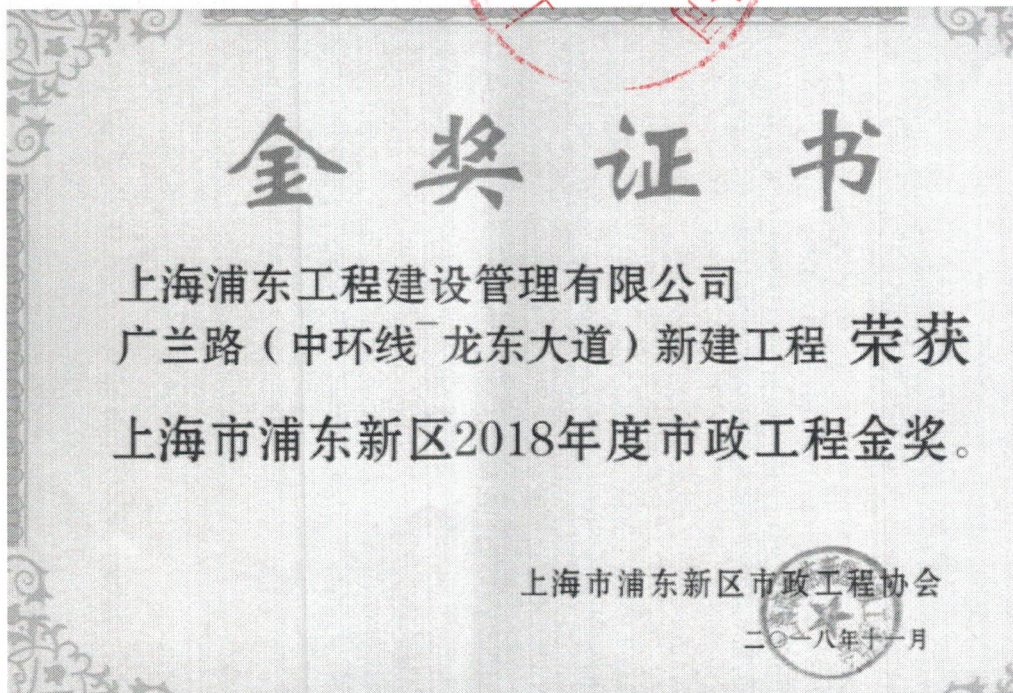 金奖证书
上海浦东工程建设管理有限公司
广兰路（中环线¯龙东大道）新建工程 荣获
上海市浦东新区2018年度市政工程金奖。
上海市浦东新区市政工程协会
二〇一八年十一月